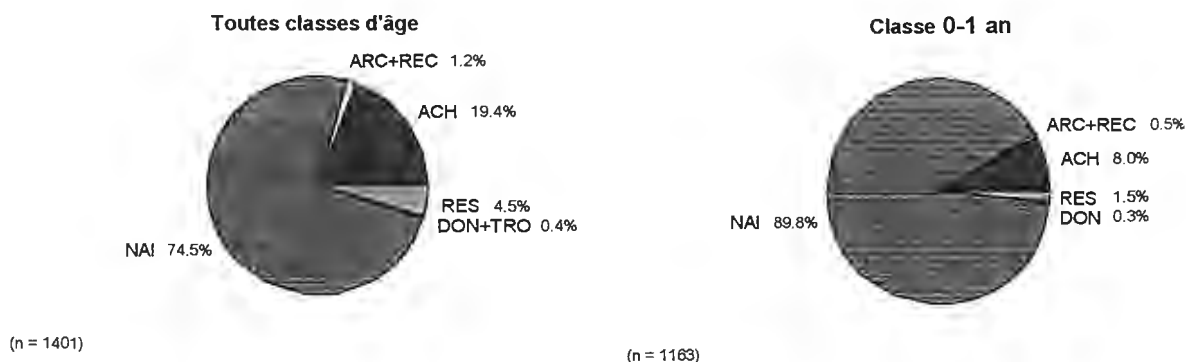 Toutes classes d'âge
ARC+REC 1.2%
ACH 19.4%
RES 4.5%
DON+TRO 0.4%
NAI 74.5%
(n = 1401)
Classe 0-1 an
ARC+REC 0.5%
ACH 8.0%
RES 1.5%
DON 0.3%
NAI 89.8%
(n = 1163)